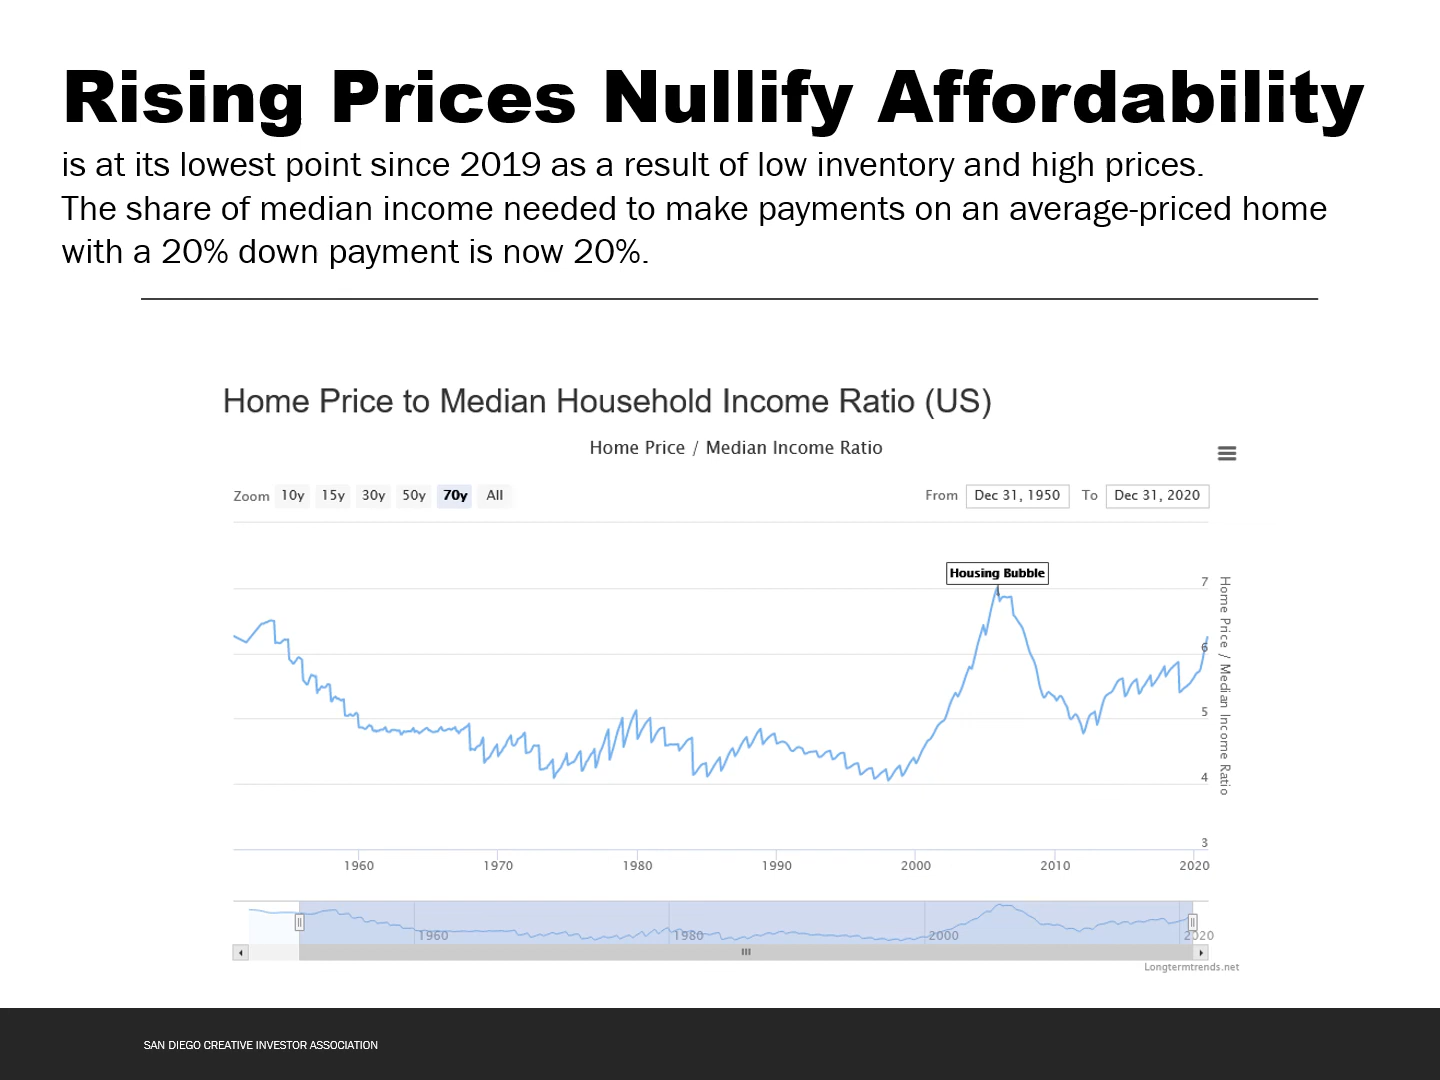 Rising Prices Nullify Affordability
is at its lowest point since 2019 as a result of low inventory and high prices.
The share of median income needed to make payments on an average-priced home
with a 20% down payment is now 20%.
Home Price to Median Household Income Ratio (US)
Home Price / Median Income Ratio
Zoom 10y 15y 30y 50y 70y All From Dec 31, 1950 To Dec 31, 2020
Housing Bubble
7
6
5
4
3
Home Price / Median Income Ratio
1960 1970 1980 1990 2000 2010 2020
1960 1980 2000 2020
Longtermtrends.net
SAN DIEGO CREATIVE INVESTOR ASSOCIATION